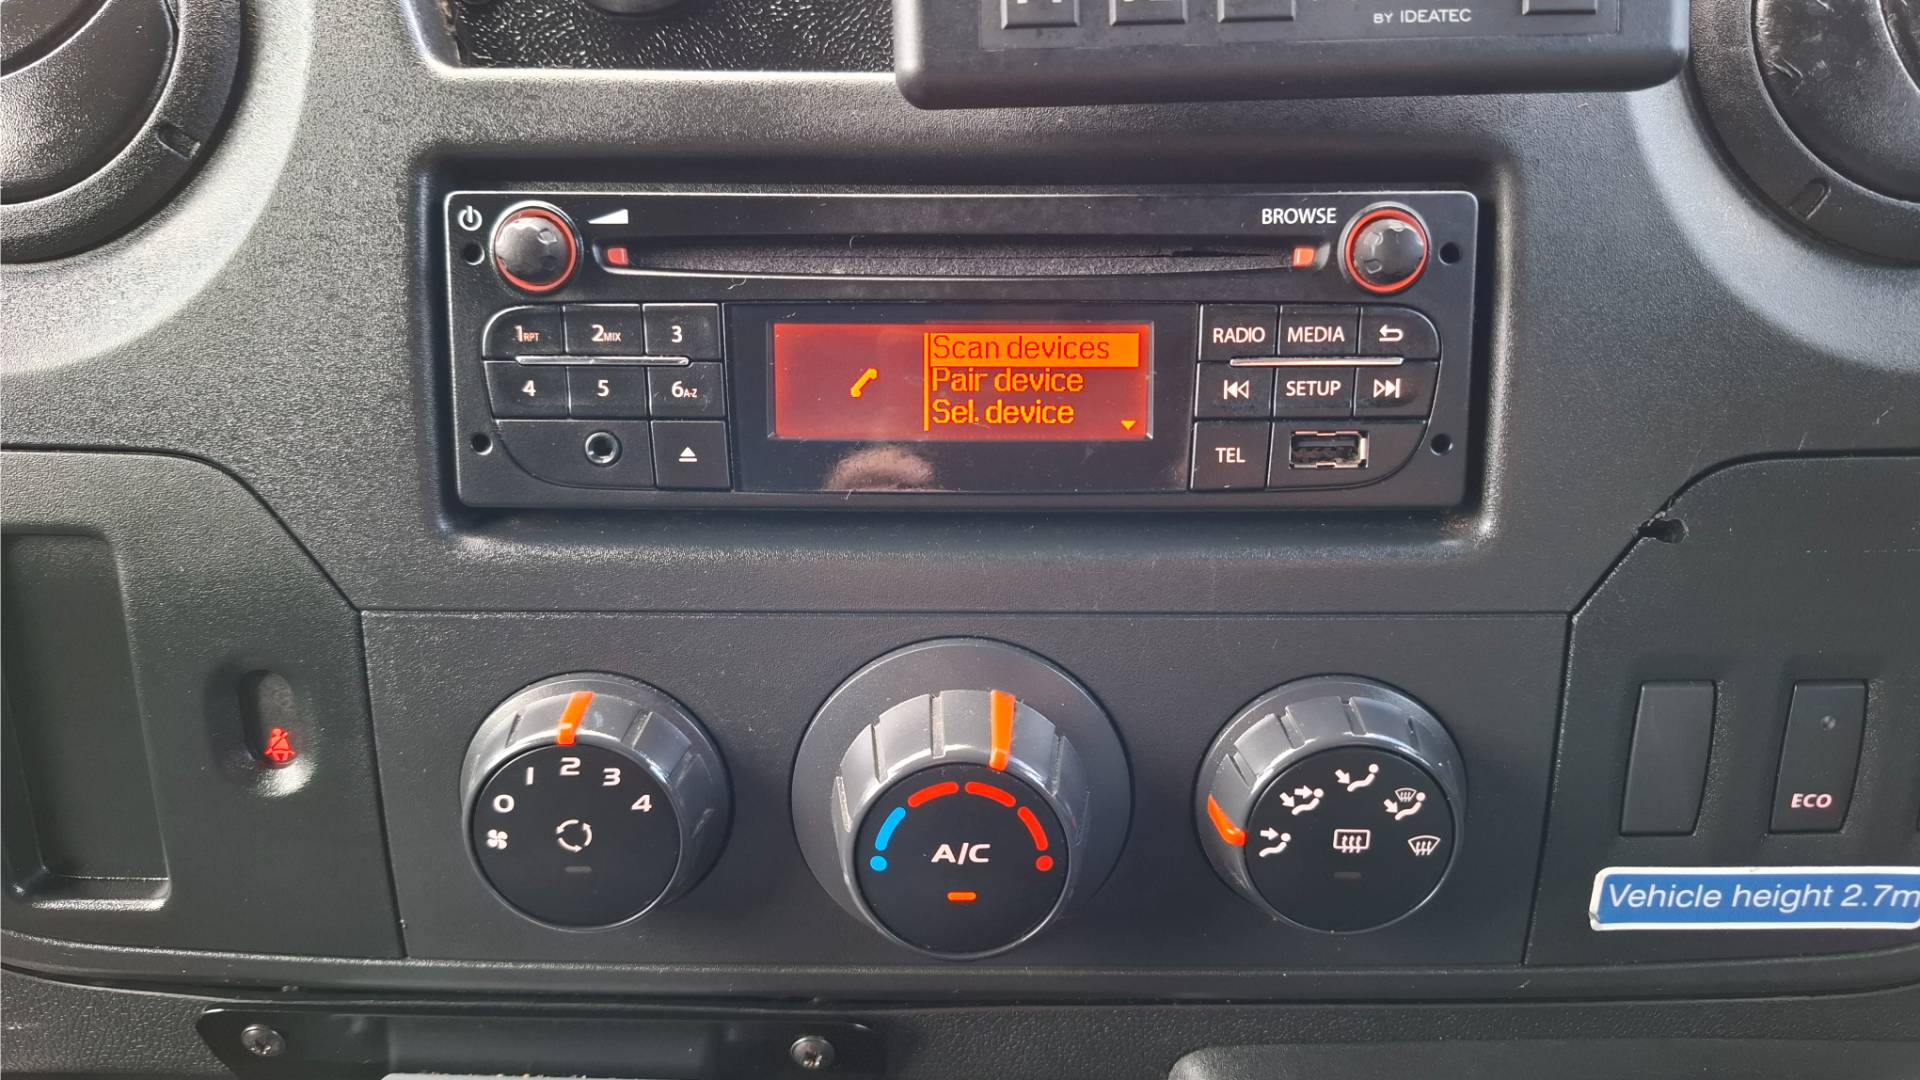 BY IDEATEC
BROWSE
1RPT 2MIX 3
4 5 6A-Z
Scan devices
Pair device
Sel. device
RADIO MEDIA
SETUP
TEL
0 1 2 3 4
A/C
ECO
Vehicle height 2.7m